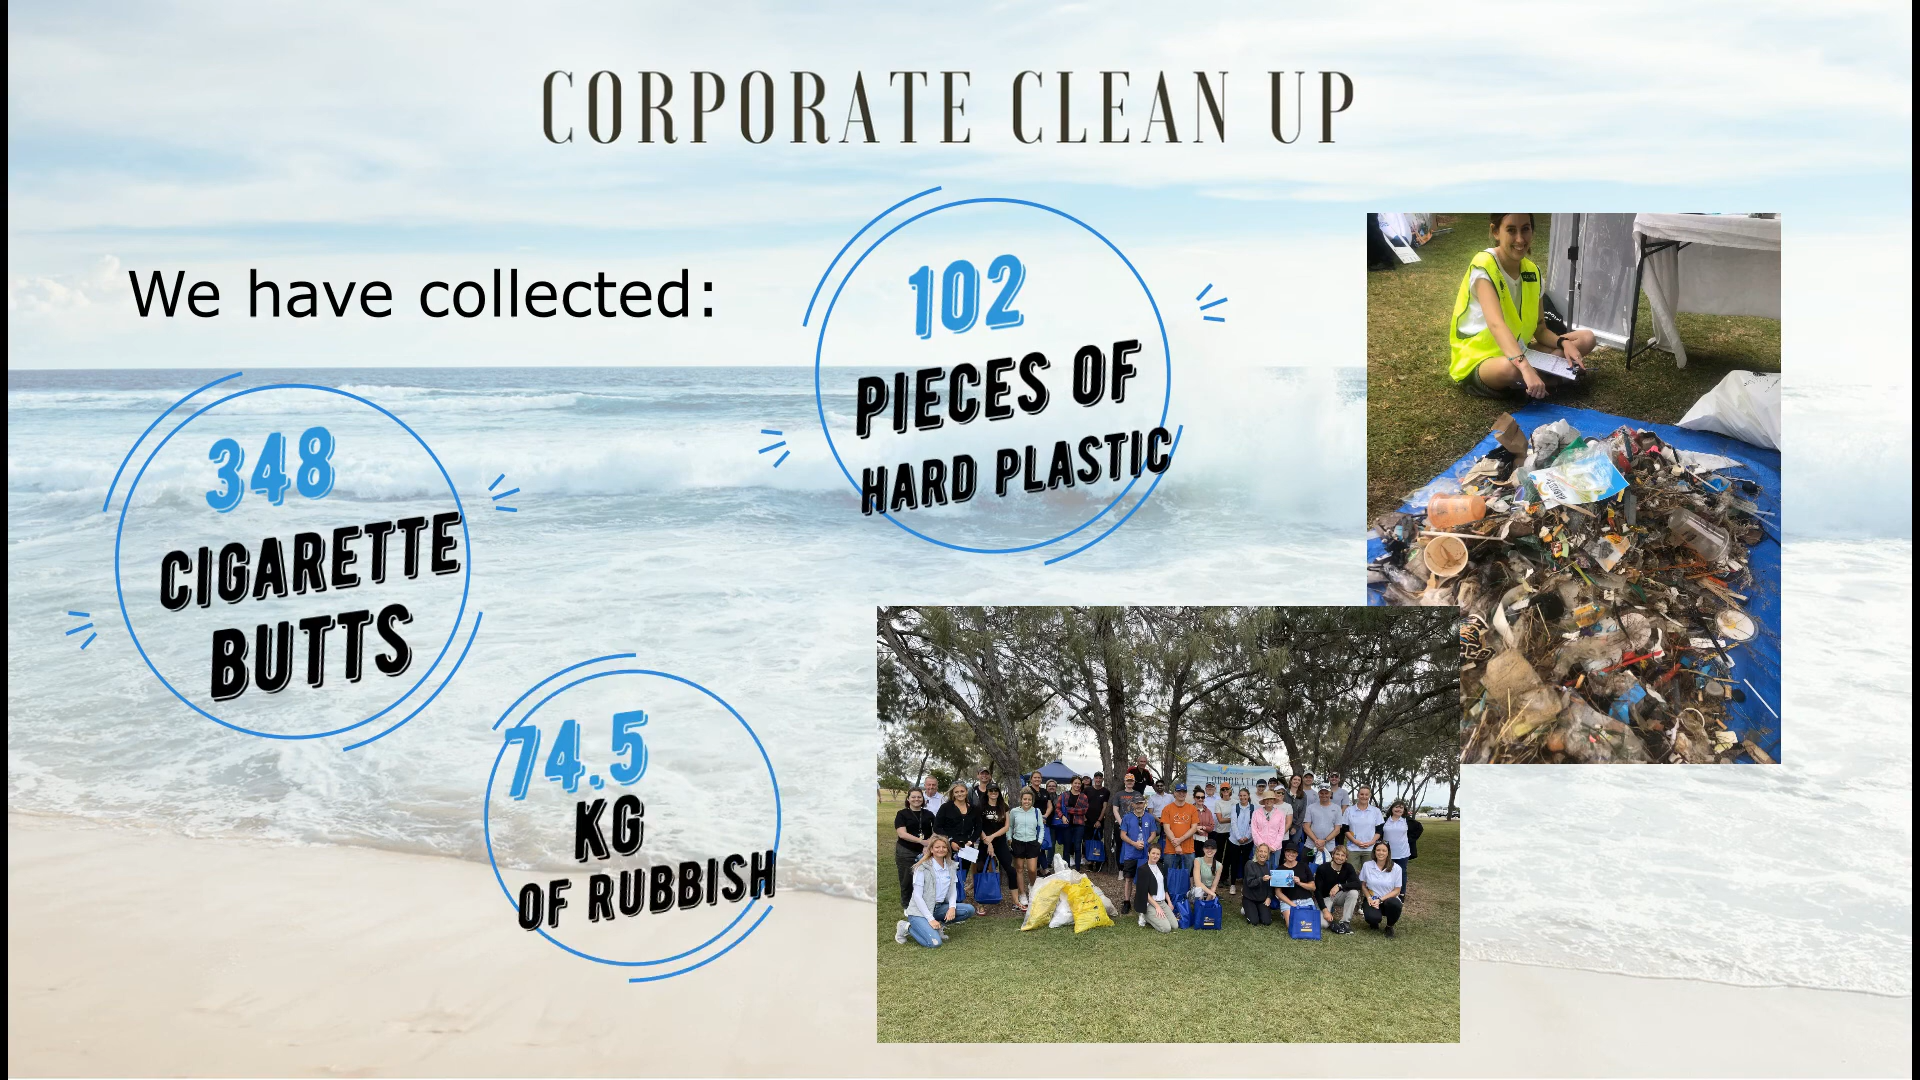 CORPORATE CLEAN UP
We have collected:
102
PIECES OF
HARD PLASTIC
348
CIGARETTE
BUTTS
74.5
KG
OF RUBBISH
CORPORATE